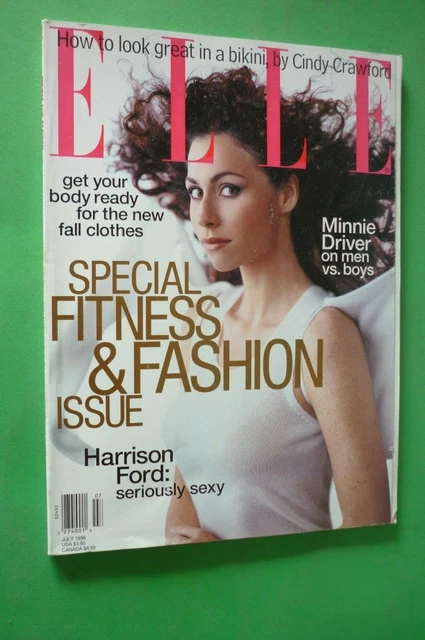 How to look great in a bikini, by Cindy Crawford
ELLE
get your
body ready
for the new
fall clothes
Minnie
Driver
on men
vs. boys
SPECIAL
FITNESS
& FASHION
ISSUE
Harrison
Ford:
seriously sexy
07
JULY 1998
USA $3.50
CANADA $4.50